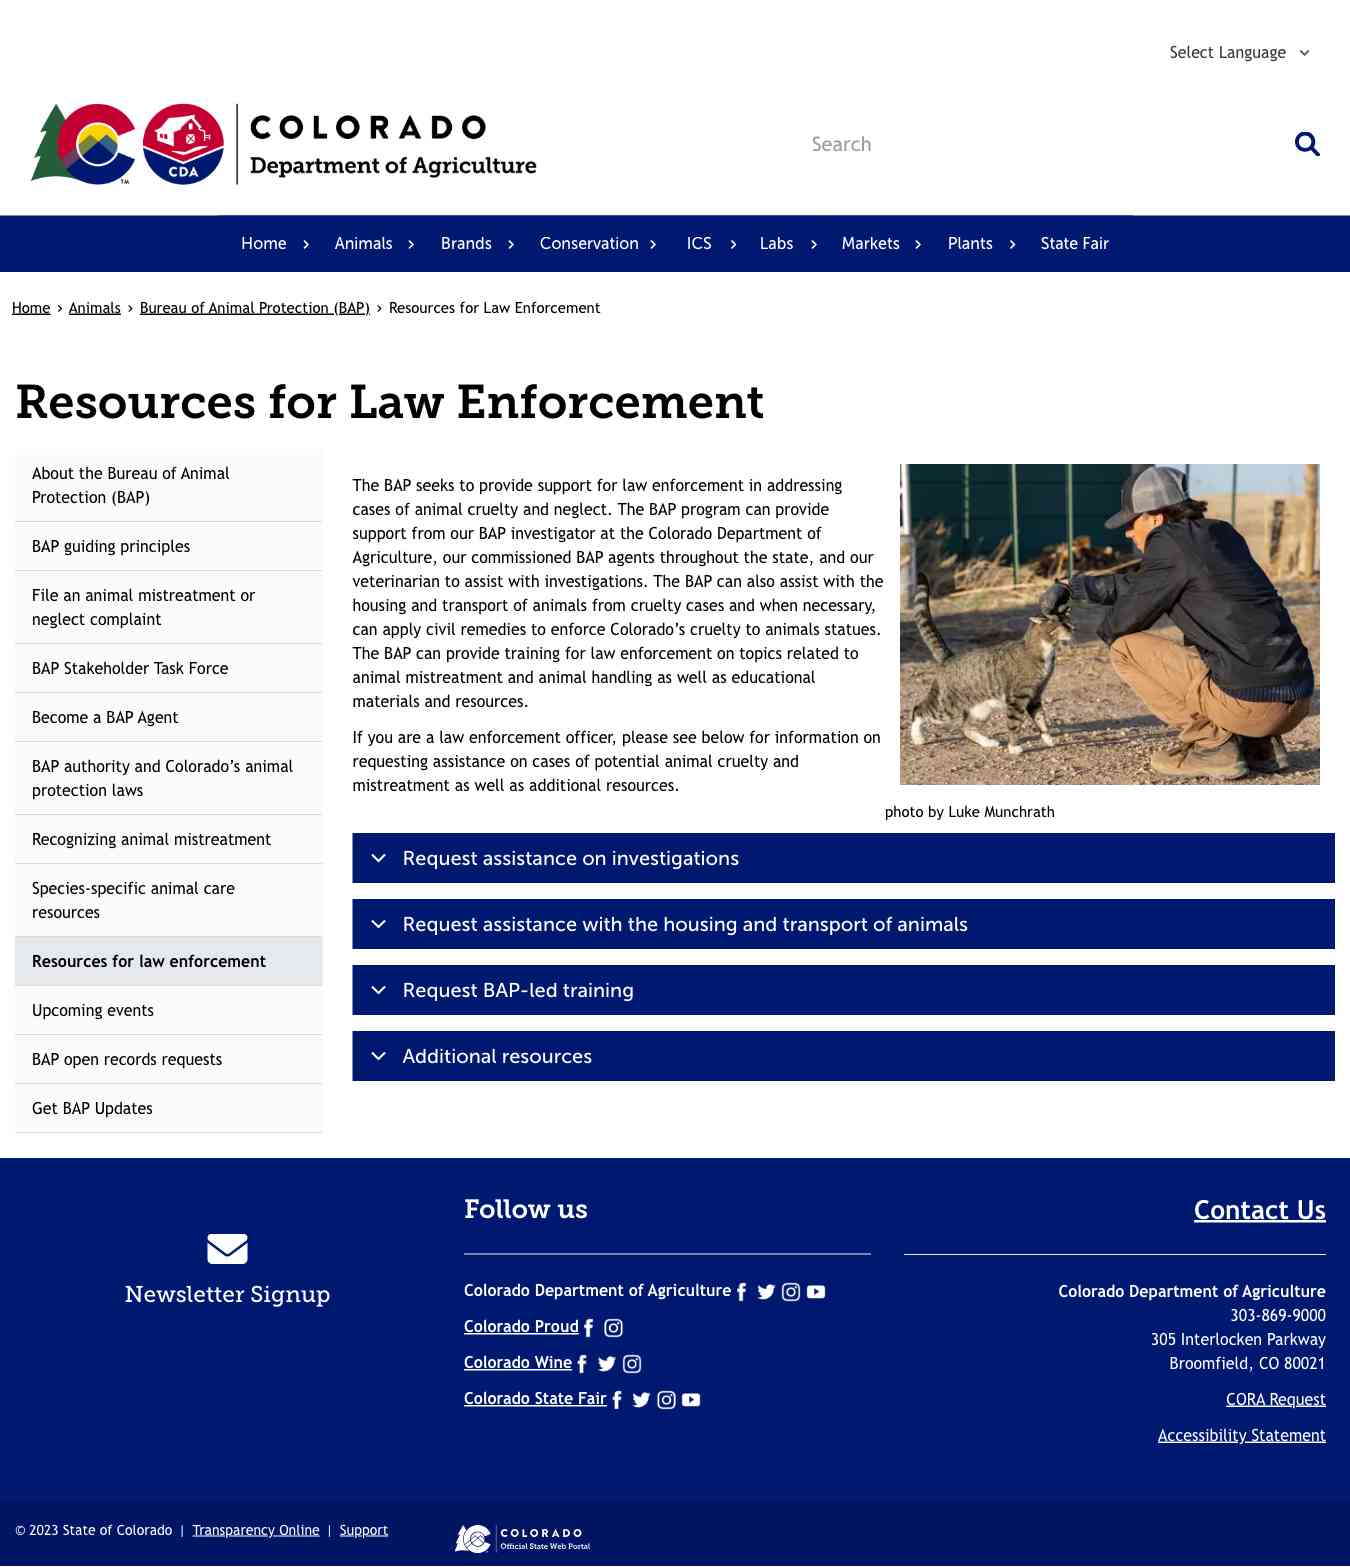 Select Language
CDA
TM
COLORADO
Department of Agriculture
Search
Home
Animals
Brands
Conservation
ICS
Labs
Markets
Plants
State Fair
Home › Animals › Bureau of Animal Protection (BAP) › Resources for Law Enforcement
Resources for Law Enforcement
About the Bureau of Animal
Protection (BAP)
BAP guiding principles
File an animal mistreatment or
neglect complaint
BAP Stakeholder Task Force
Become a BAP Agent
BAP authority and Colorado’s animal
protection laws
Recognizing animal mistreatment
Species-specific animal care
resources
Resources for law enforcement
Upcoming events
BAP open records requests
Get BAP Updates
The BAP seeks to provide support for law enforcement in addressing
cases of animal cruelty and neglect. The BAP program can provide
support from our BAP investigator at the Colorado Department of
Agriculture, our commissioned BAP agents throughout the state, and our
veterinarian to assist with investigations. The BAP can also assist with the
housing and transport of animals from cruelty cases and when necessary,
can apply civil remedies to enforce Colorado’s cruelty to animals statues.
The BAP can provide training for law enforcement on topics related to
animal mistreatment and animal handling as well as educational
materials and resources.
If you are a law enforcement officer, please see below for information on
requesting assistance on cases of potential animal cruelty and
mistreatment as well as additional resources.
photo by Luke Munchrath
Request assistance on investigations
Request assistance with the housing and transport of animals
Request BAP-led training
Additional resources
Newsletter Signup
Follow us
Colorado Department of Agriculture
Colorado Proud
Colorado Wine
Colorado State Fair
Contact Us
Colorado Department of Agriculture
303-869-9000
305 Interlocken Parkway
Broomfield, CO 80021
CORA Request
Accessibility Statement
© 2023 State of Colorado | Transparency Online | Support
COLORADO
Official State Web Portal